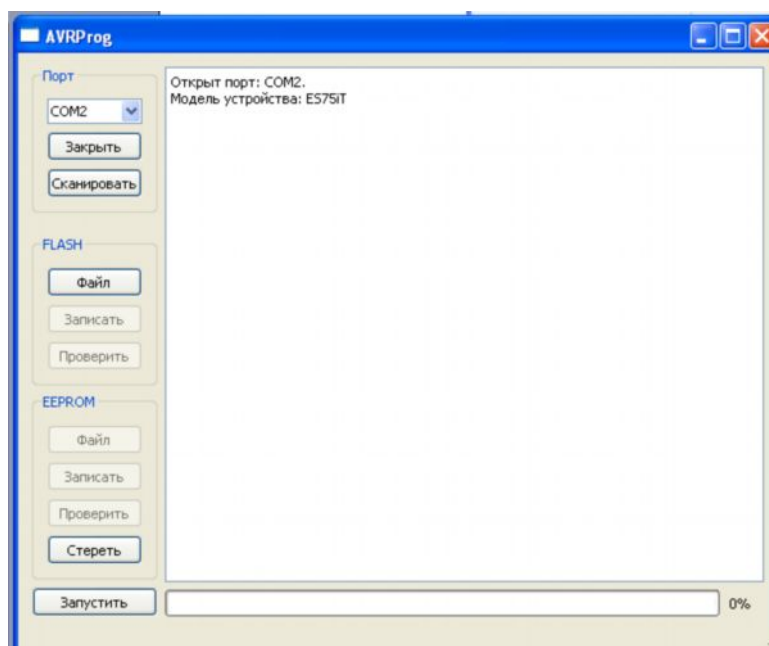 AVRProg
Порт
COM2
Закрыть
Сканировать
Открыт порт: COM2.
Модель устройства: ES75iT
FLASH
Файл
Записать
Проверить
EEPROM
Файл
Записать
Проверить
Стереть
Запустить
0%